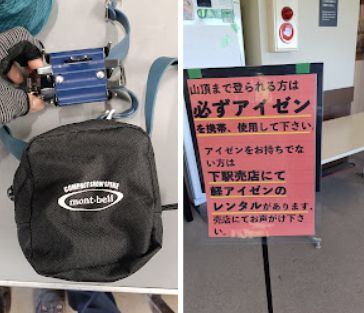 COMPACT SNOW SPIKE
mont-bell
山頂まで登られる方は
必ずアイゼン
を携帯、使用して下さい。
アイゼンをお持ちでな
い方は
下駅売店にて
軽アイゼンの
レンタルがあります。
売店にてお声がけ下さ
い。